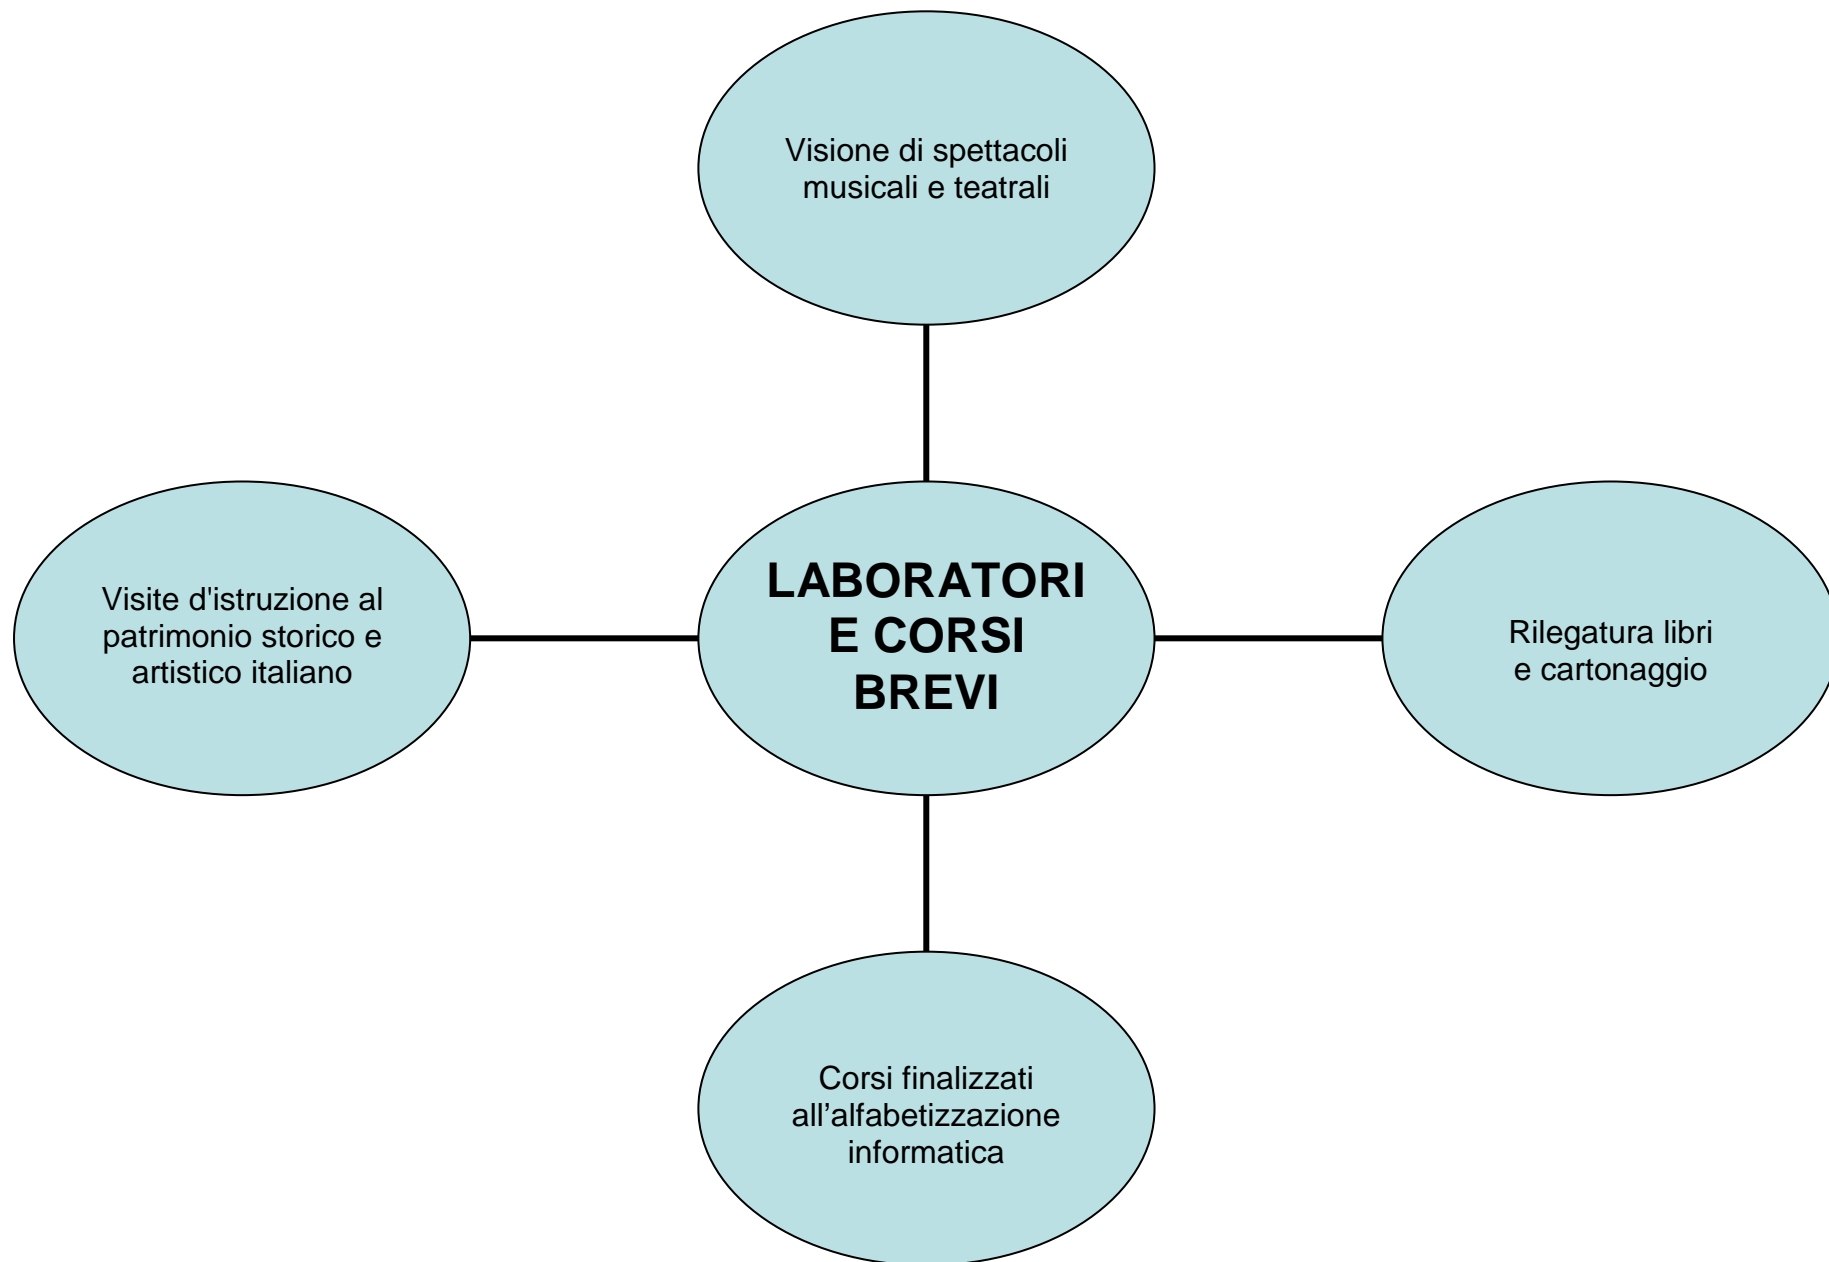 Visione di spettacoli
musicali e teatrali
Visite d'istruzione al
patrimonio storico e
artistico italiano
LABORATORI
E CORSI
BREVI
Rilegatura libri
e cartonaggio
Corsi finalizzati
all’alfabetizzazione
informatica